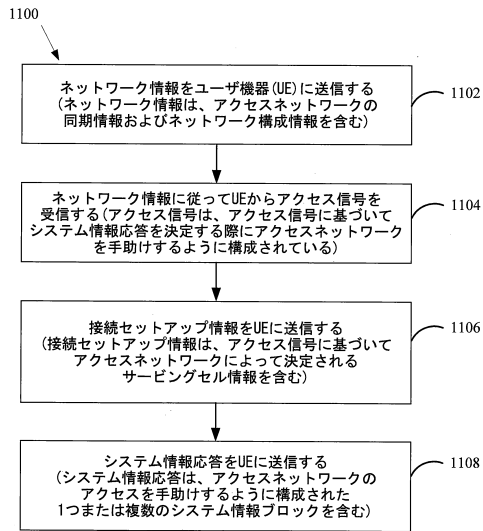 1100
ネットワーク情報をユーザ機器(UE)に送信する
(ネットワーク情報は、アクセスネットワークの
同期情報およびネットワーク構成情報を含む)
1102
ネットワーク情報に従ってUEからアクセス信号を
受信する(アクセス信号は、アクセス信号に基づいて
システム情報応答を決定する際にアクセスネットワーク
を手助けするように構成されている)
1104
接続セットアップ情報をUEに送信する
(接続セットアップ情報は、アクセス信号に基づいて
アクセスネットワークによって決定される
サービングセル情報を含む)
1106
システム情報応答をUEに送信する
(システム情報応答は、アクセスネットワークの
アクセスを手助けするように構成された
1つまたは複数のシステム情報ブロックを含む)
1108